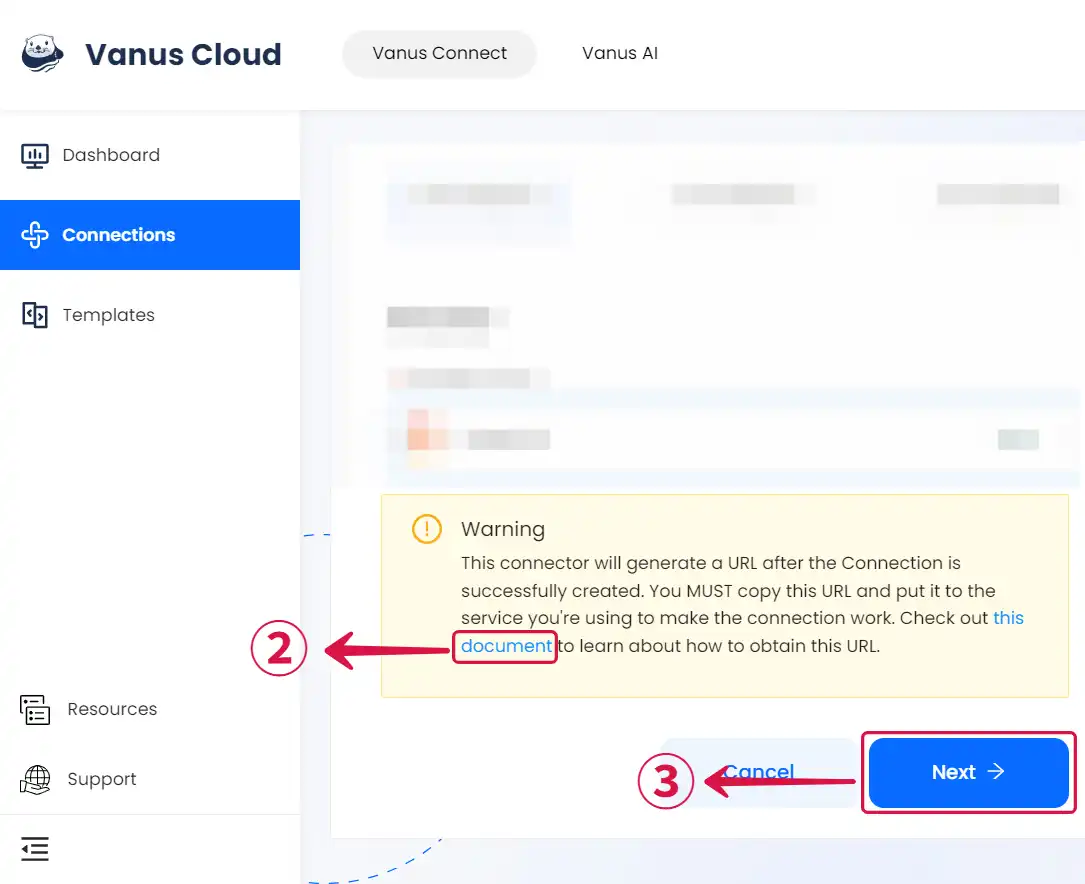 Vanus Cloud
Vanus Connect
Vanus AI
Dashboard
Connections
Templates
Warning
This connector will generate a URL after the Connection is
successfully created. You MUST copy this URL and put it to the
service you're using to make the connection work. Check out this
document to learn about how to obtain this URL.
2
Resources
3
Cancel
Next
Support